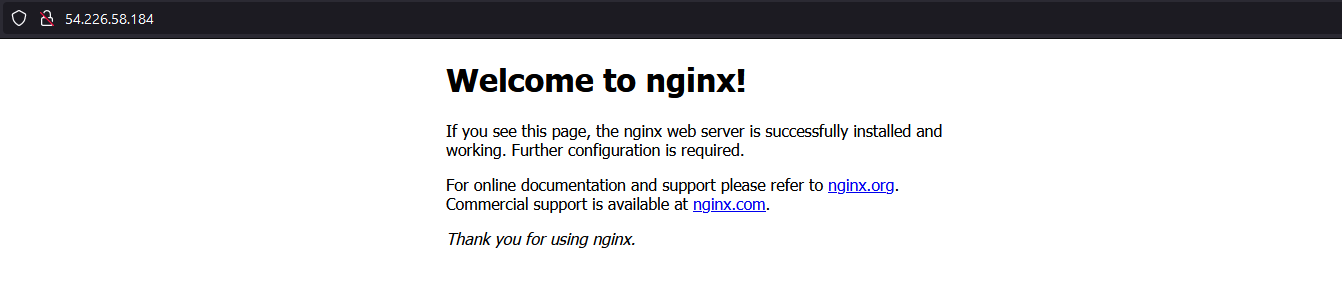 54.226.58.184
Welcome to nginx!
If you see this page, the nginx web server is successfully installed and
working. Further configuration is required.
For online documentation and support please refer to nginx.org.
Commercial support is available at nginx.com.
Thank you for using nginx.